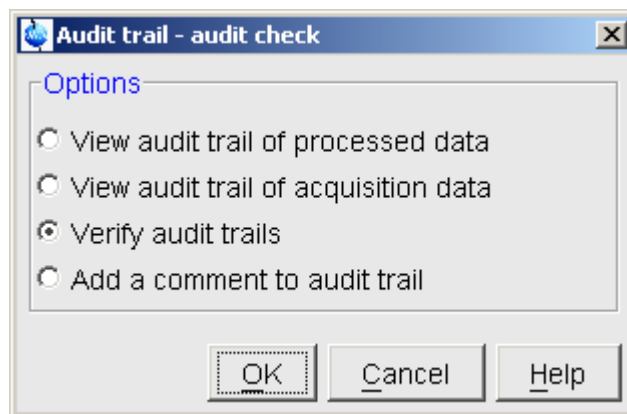 Audit trail - audit check
Options
View audit trail of processed data
View audit trail of acquisition data
Verify audit trails
Add a comment to audit trail
OK Cancel Help